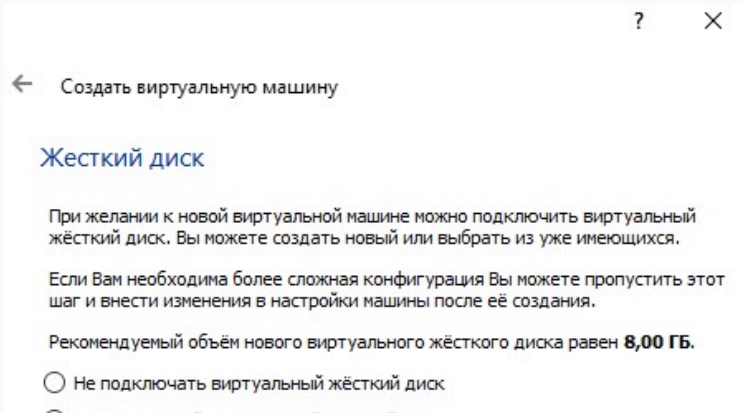 ?
Создать виртуальную машину
Жесткий диск
При желании к новой виртуальной машине можно подключить виртуальный
жёсткий диск. Вы можете создать новый или выбрать из уже имеющихся.
Если Вам необходима более сложная конфигурация Вы можете пропустить этот
шаг и внести изменения в настройки машины после её создания.
Рекомендуемый объём нового виртуального жёсткого диска равен 8,00 ГБ.
Не подключать виртуальный жёсткий диск